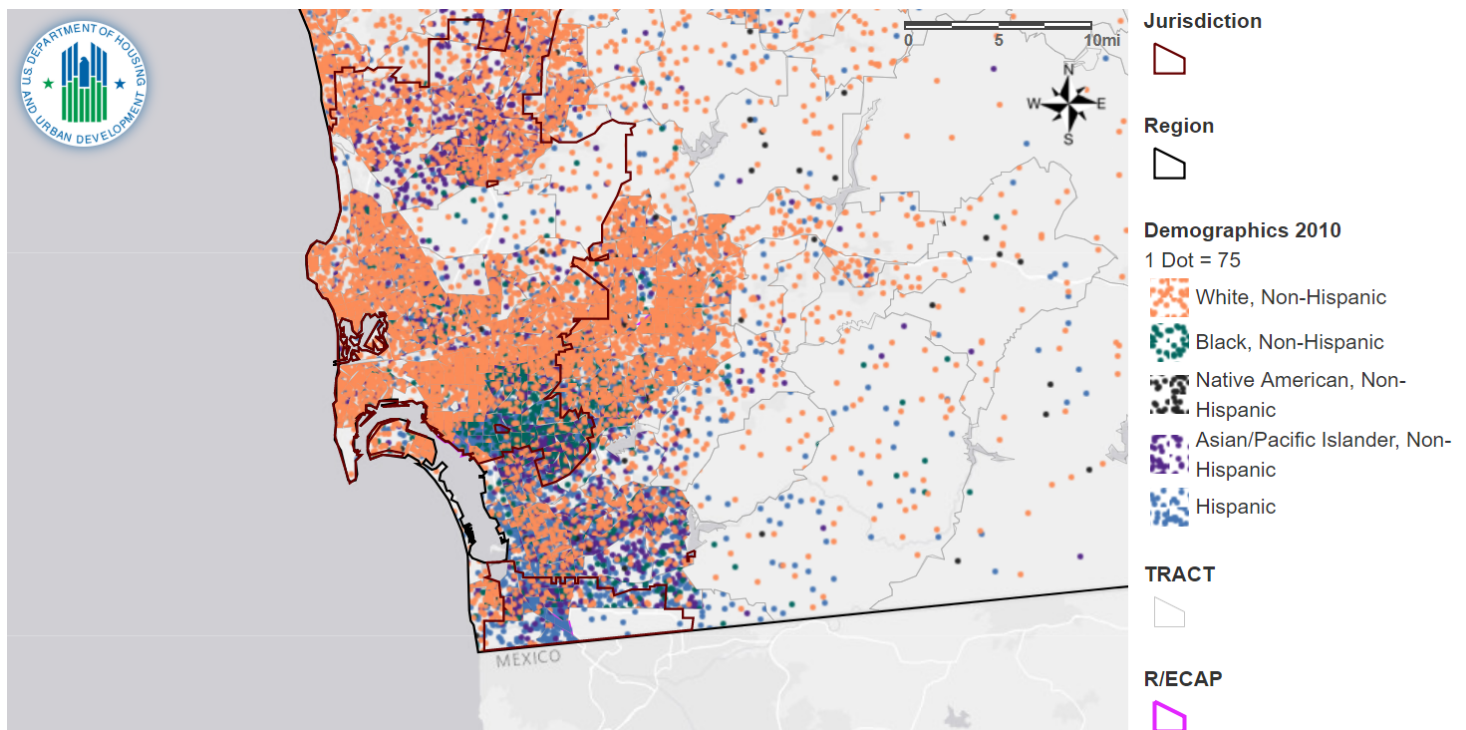 U.S. DEPARTMENT OF HOUSING
AND URBAN DEVELOPMENT
0 5 10mi
N
W E
S
MEXICO
Jurisdiction
Region
Demographics 2010
1 Dot = 75
White, Non-Hispanic
Black, Non-Hispanic
Native American, Non-
Hispanic
Asian/Pacific Islander, Non-
Hispanic
Hispanic
TRACT
R/ECAP